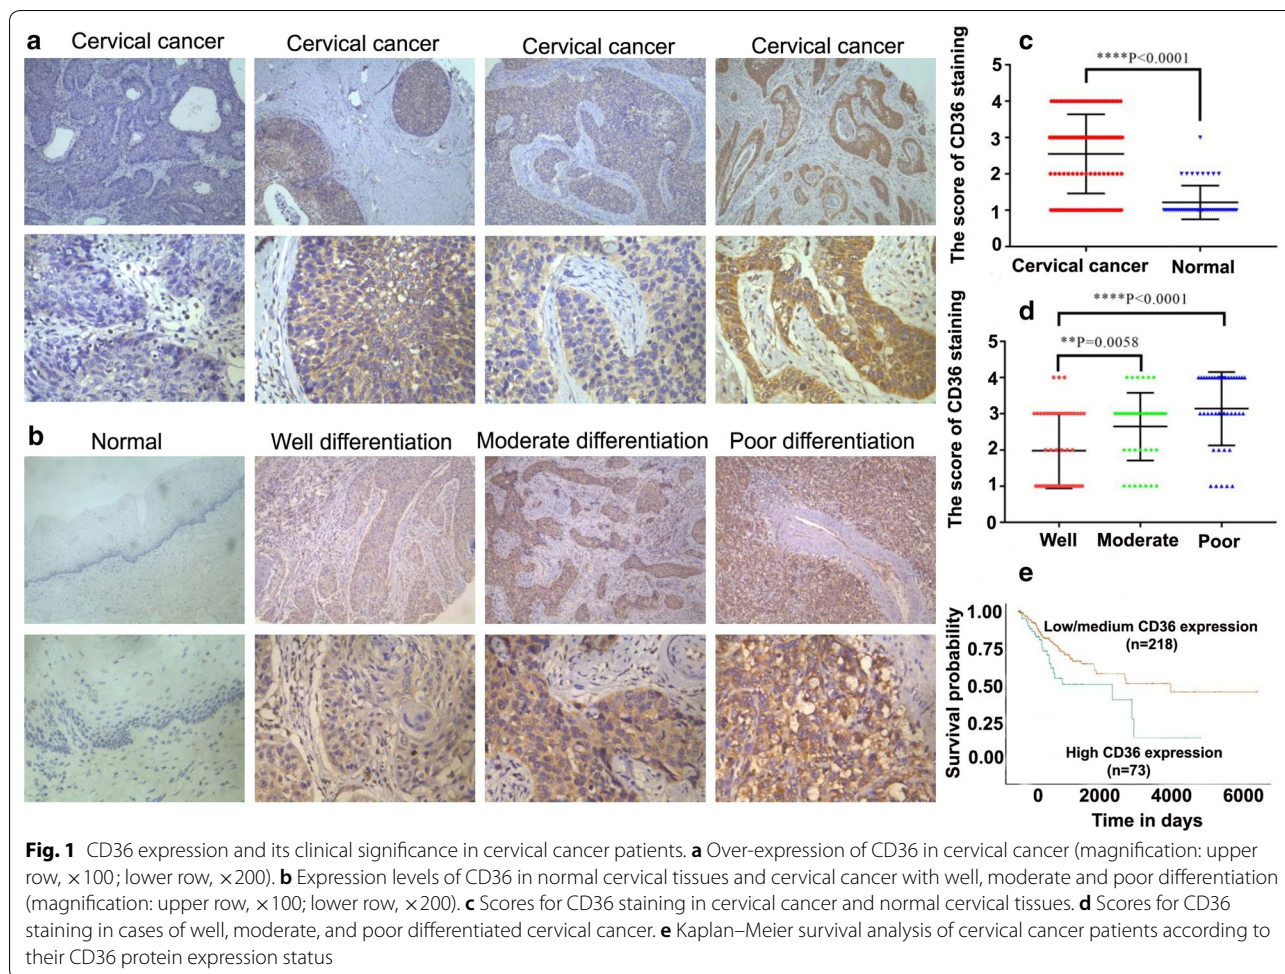 a
Cervical cancer
Cervical cancer
Cervical cancer
Cervical cancer
b
Normal
Well differentiation
Moderate differentiation
Poor differentiation
c
****P<0.0001
The score of CD36 staining
5
4
3
2
1
0
Cervical cancer
Normal
d
****P<0.0001
**P=0.0058
The score of CD36 staining
5
4
3
2
1
0
Well
Moderate
Poor
e
Survival probability
1.00
0.75
0.50
0.25
0.00
Low/medium CD36 expression
(n=218)
High CD36 expression
(n=73)
0
2000
4000
6000
Time in days
Fig. 1 CD36 expression and its clinical significance in cervical cancer patients. a Over-expression of CD36 in cervical cancer (magnification: upper
row, ×100; lower row, ×200). b Expression levels of CD36 in normal cervical tissues and cervical cancer with well, moderate and poor differentiation
(magnification: upper row, ×100; lower row, ×200). c Scores for CD36 staining in cervical cancer and normal cervical tissues. d Scores for CD36
staining in cases of well, moderate, and poor differentiated cervical cancer. e Kaplan–Meier survival analysis of cervical cancer patients according to
their CD36 protein expression status